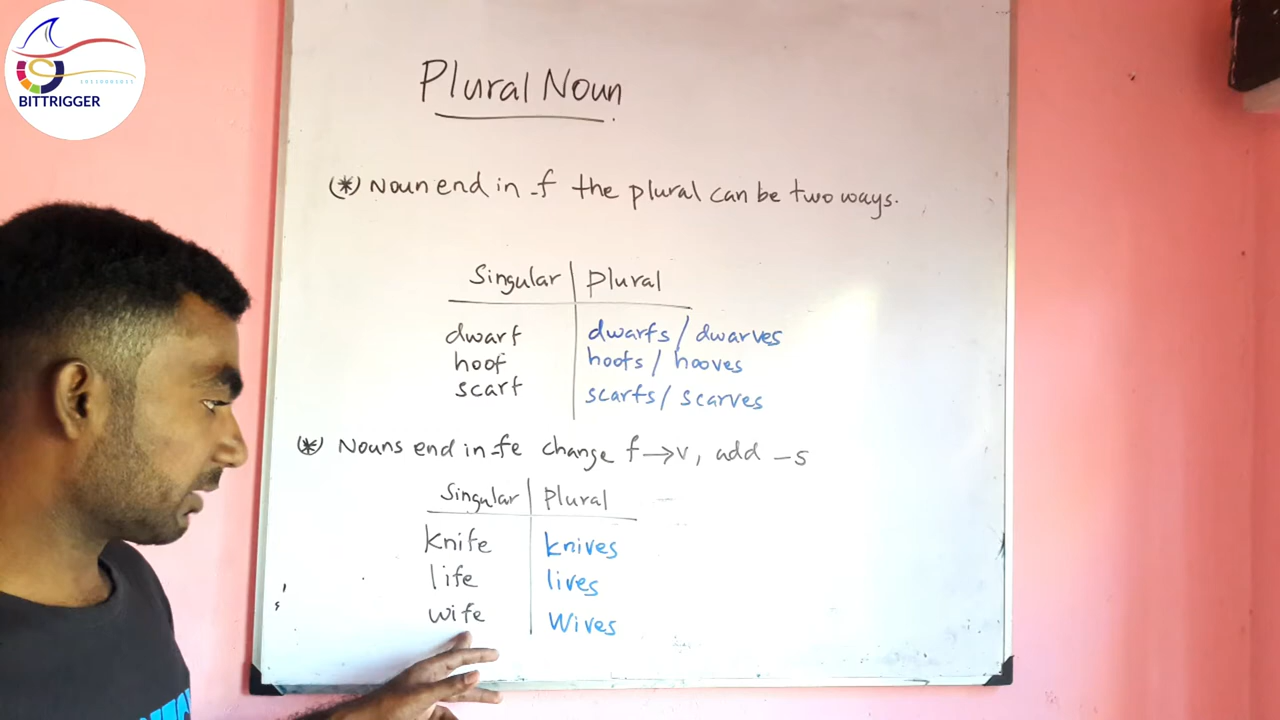 BITTRIGGER
Plural Noun
(*) Noun end in -f the plural can be two ways.
Singular | Plural
dwarf dwarfs / dwarves
hoof hoofs / hooves
scarf scarfs / scarves
(*) Nouns end in -fe change f→v, add -s
Singular | Plural
knife knives
life lives
wife Wives